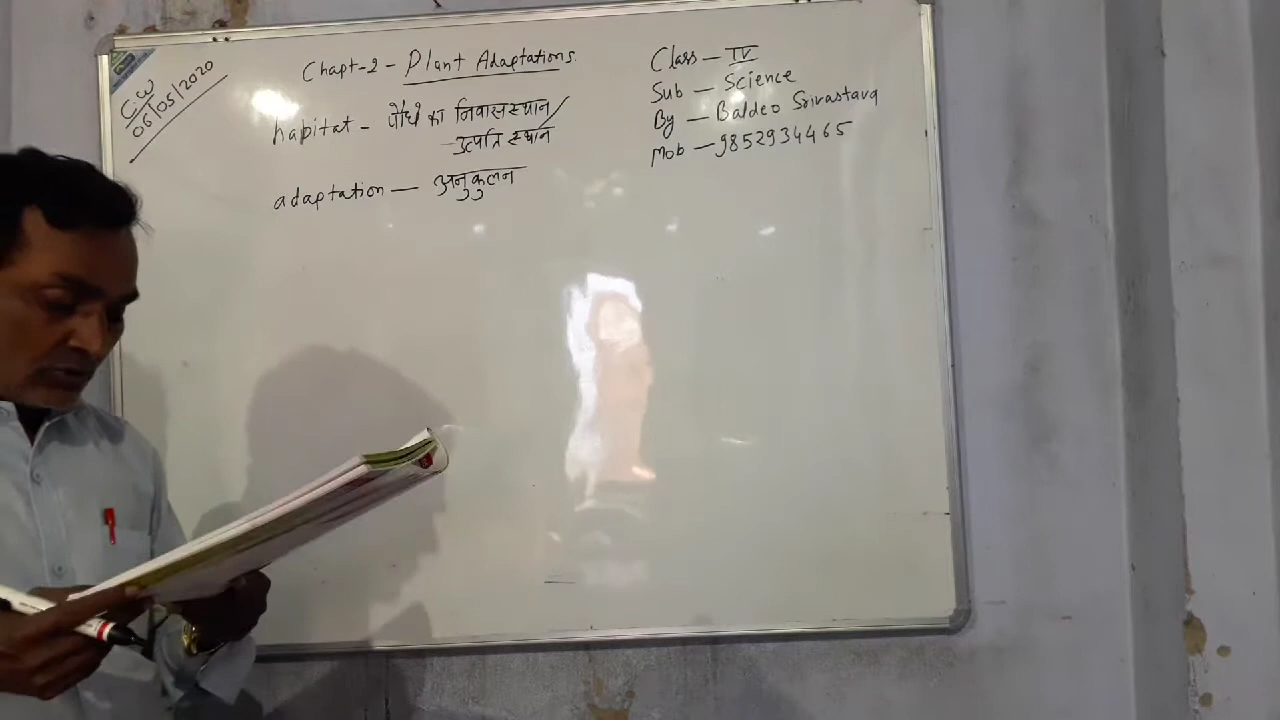 CW
06/05/2020
Chapt-2 - Plant Adaptations.
habitat - पौधे का निवास स्थान /
- उत्पत्ति स्थान
adaptation — अनुकुलन
Class — IV
Sub — Science
By — Baldeo Srivastava
Mob — 9852934465